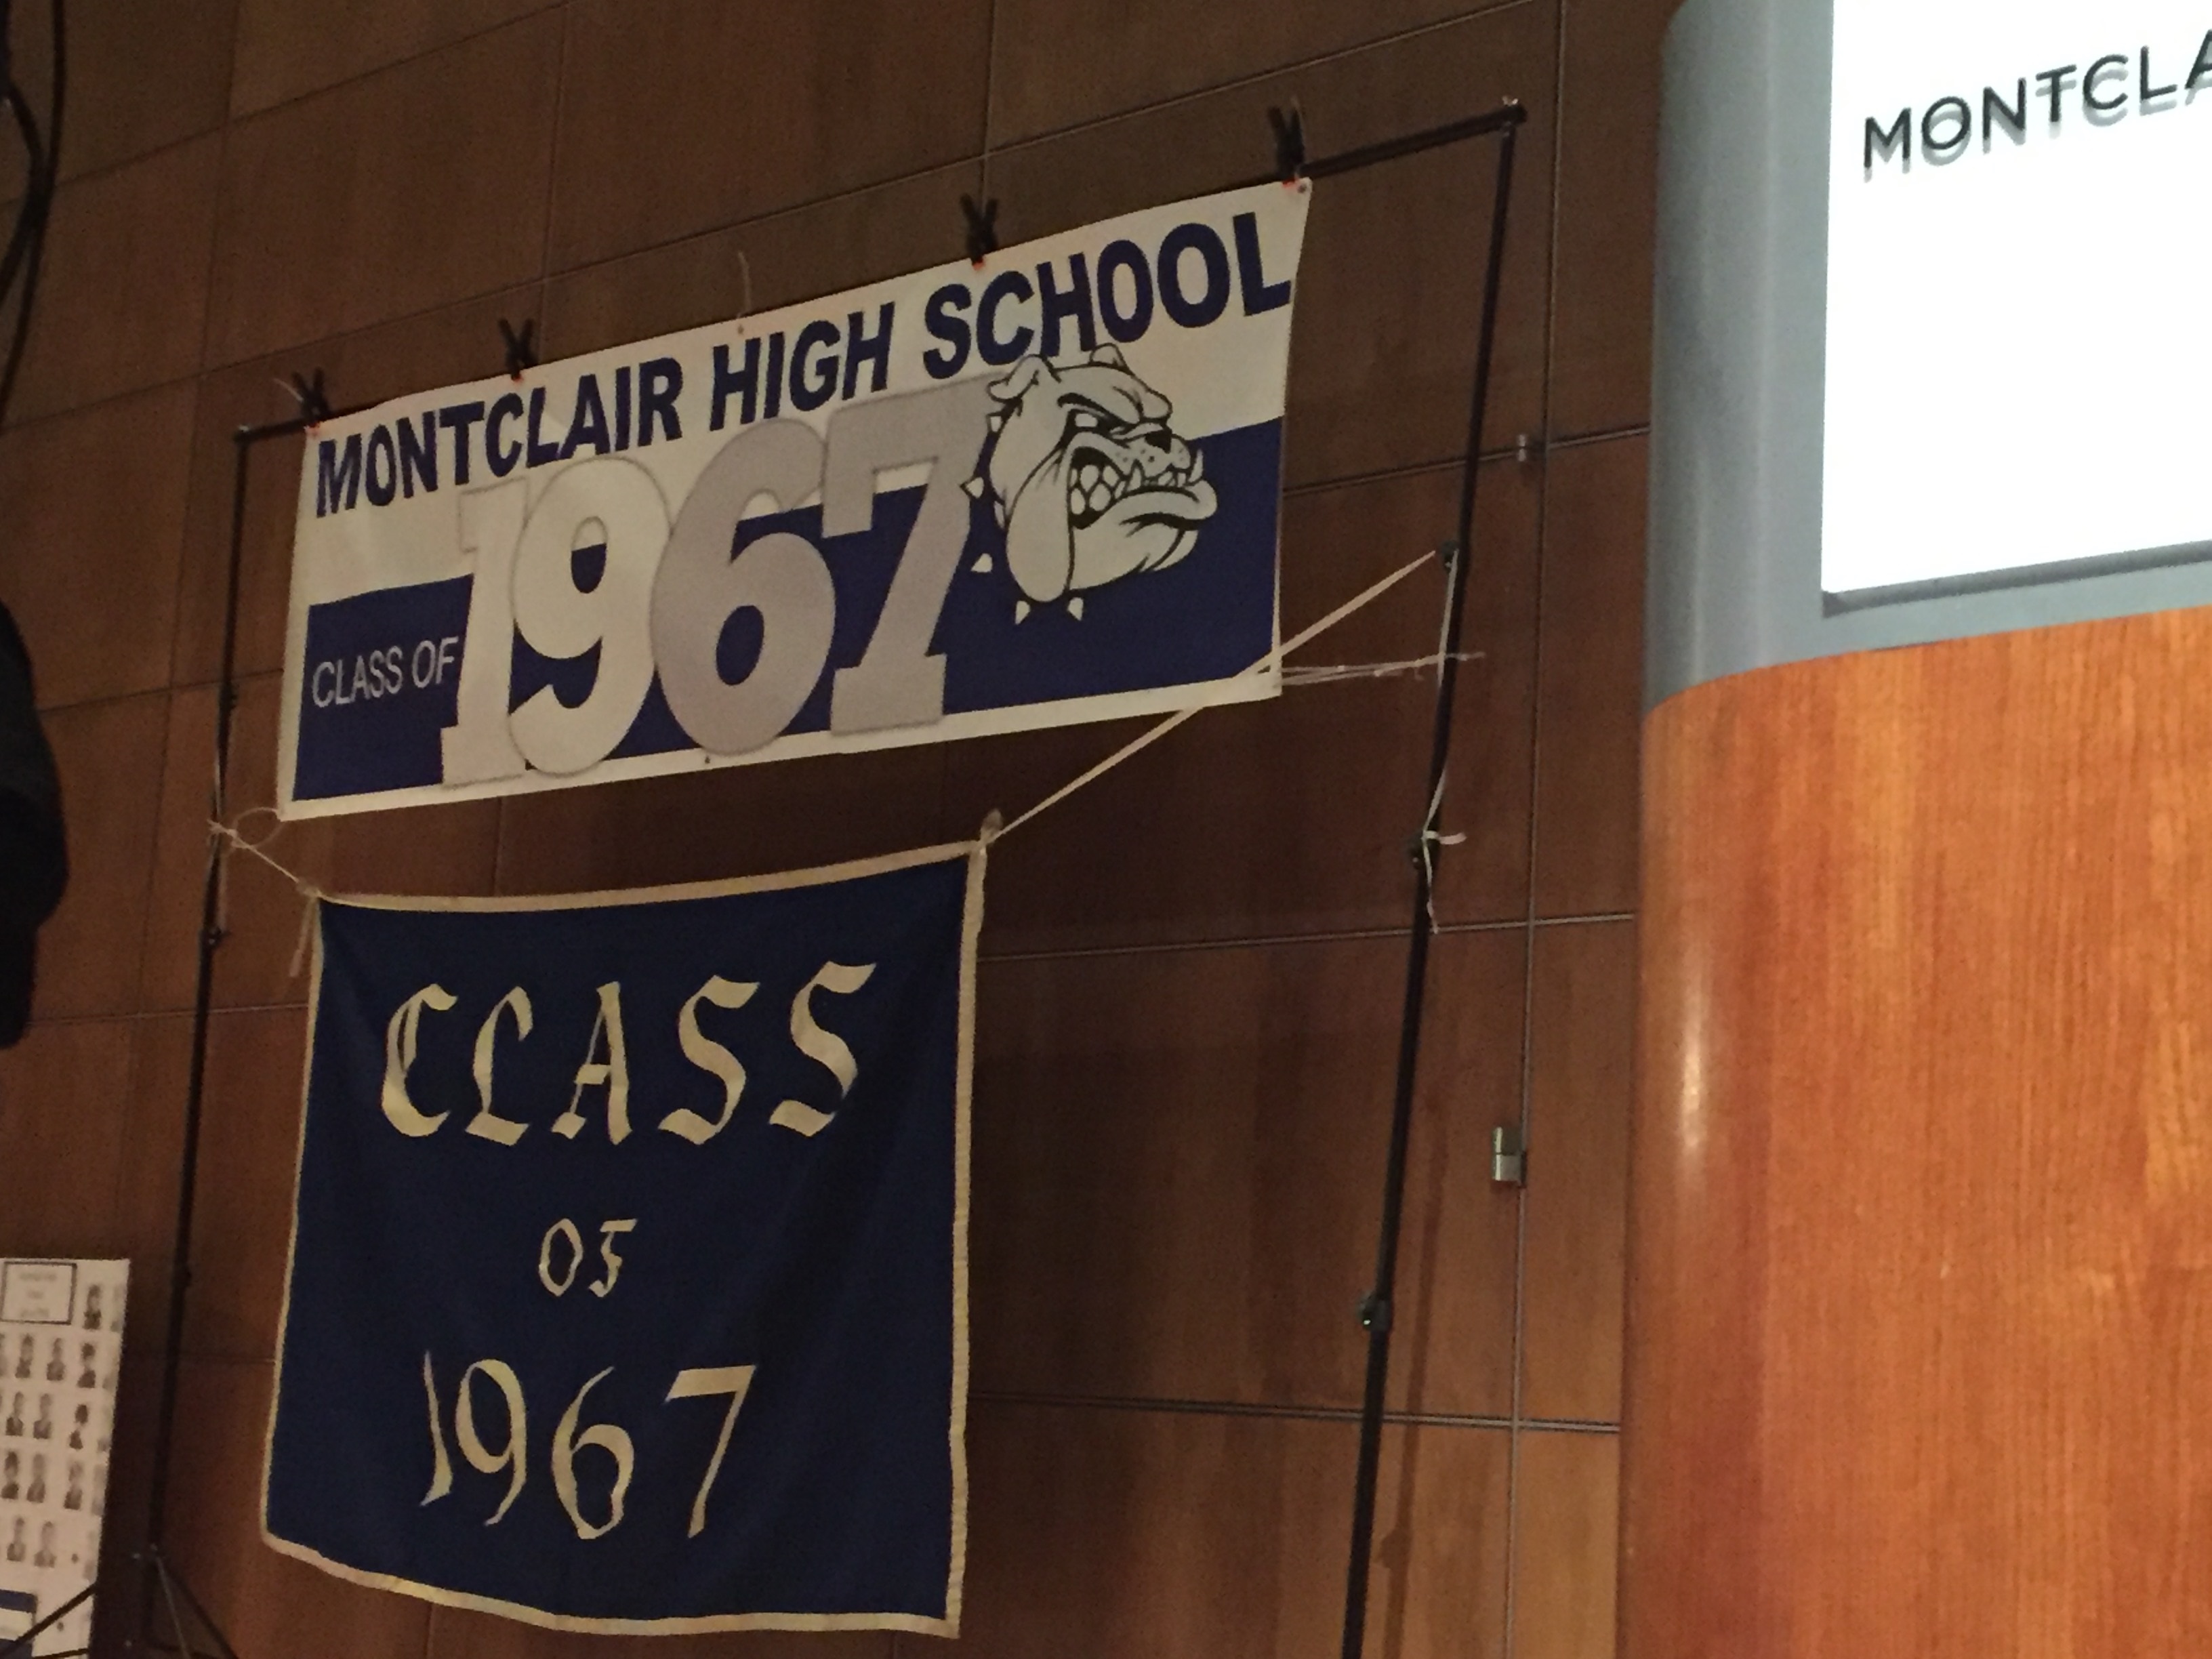 MONTCLAIR HIGH SCHOOL
CLASS OF 1967
CLASS
OF
1967
MONTCLA